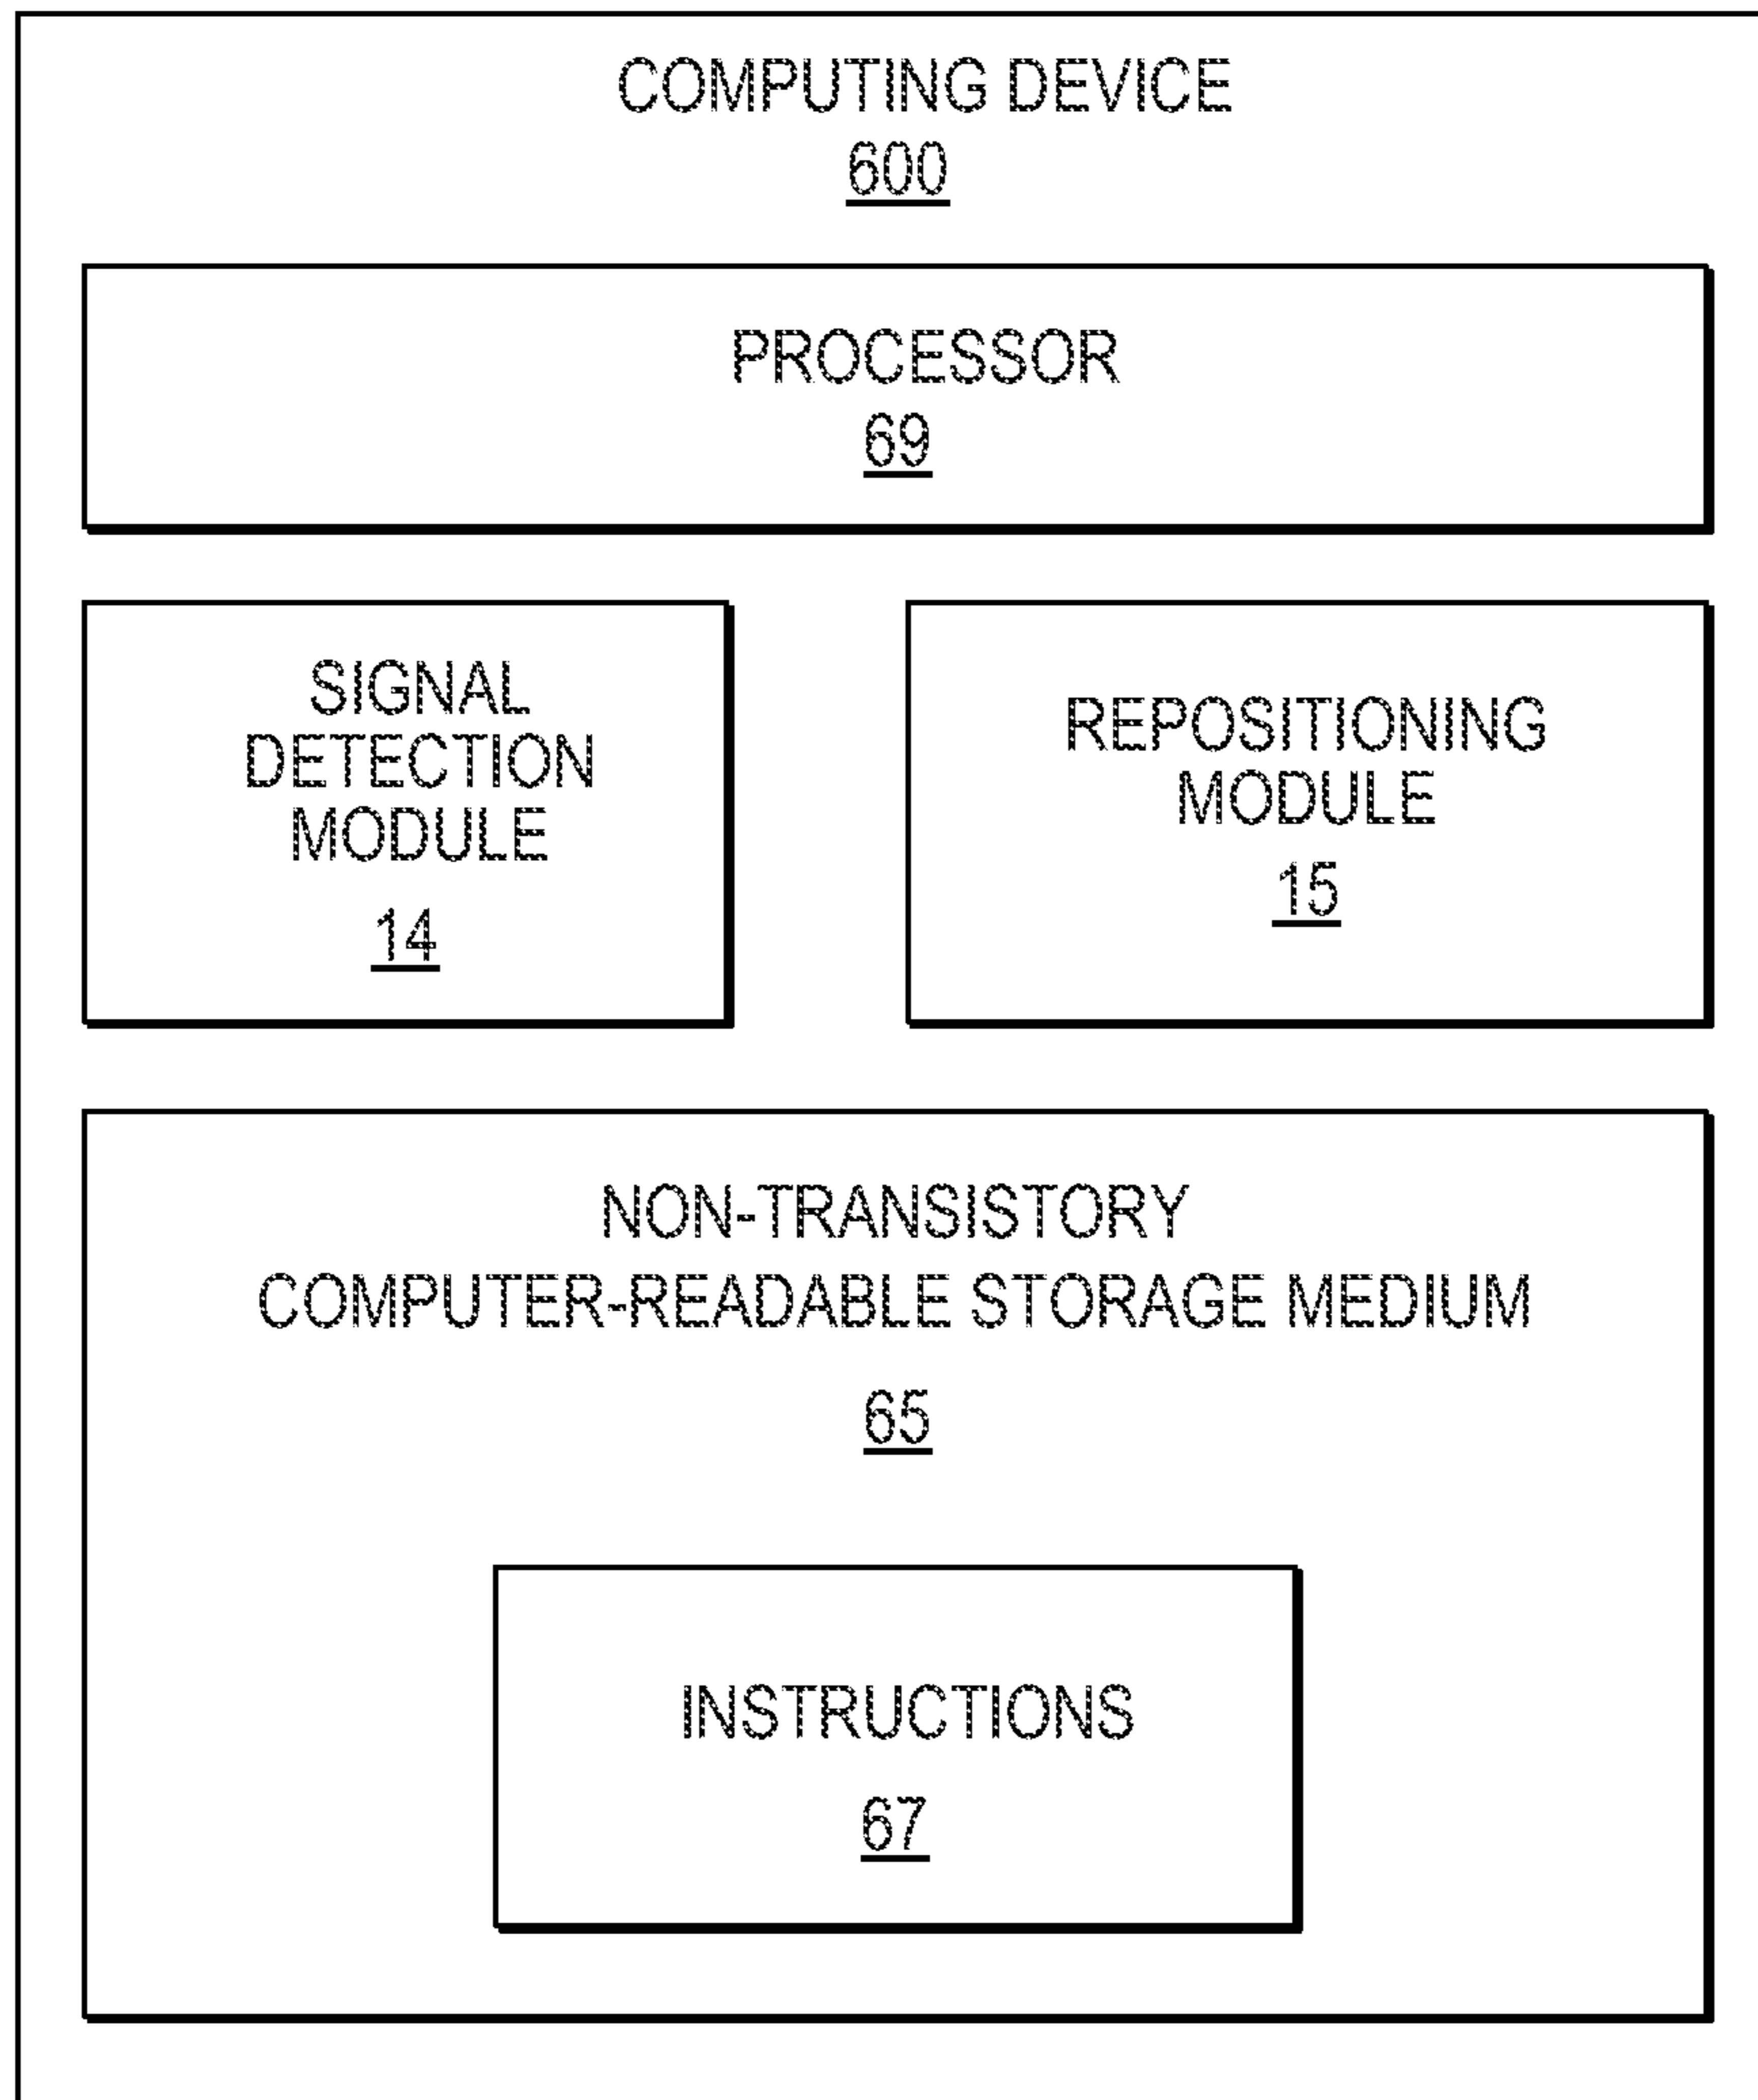 COMPUTING DEVICE
600
PROCESSOR
69
SIGNAL
DETECTION
MODULE
14
REPOSITIONING
MODULE
15
NON-TRANSISTORY
COMPUTER-READABLE STORAGE MEDIUM
65
INSTRUCTIONS
67